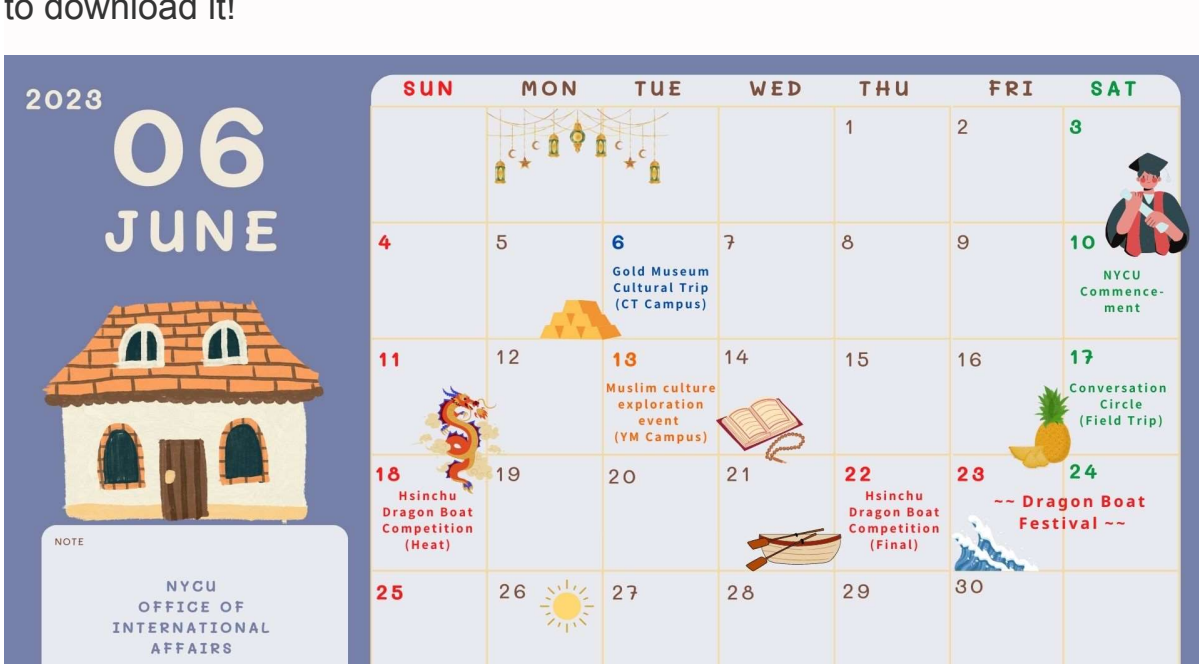 to download it!
2023
06
JUNE
SUN MON TUE WED THU FRI SAT
1 2 3
4 5 6 7 8 9 10
Gold Museum
Cultural Trip
(CT Campus)
NYCU
Commence-
ment
11 12 13 14 15 16 17
Muslim culture
exploration
event
(YM Campus)
Conversation
Circle
(Field Trip)
18 19 20 21 22 23 24
Hsinchu
Dragon Boat
Competition
(Heat)
Hsinchu
Dragon Boat
Competition
(Final)
~~ Dragon Boat
Festival ~~
25 26 27 28 29 30
NOTE
NYCU
OFFICE OF
INTERNATIONAL
AFFAIRS